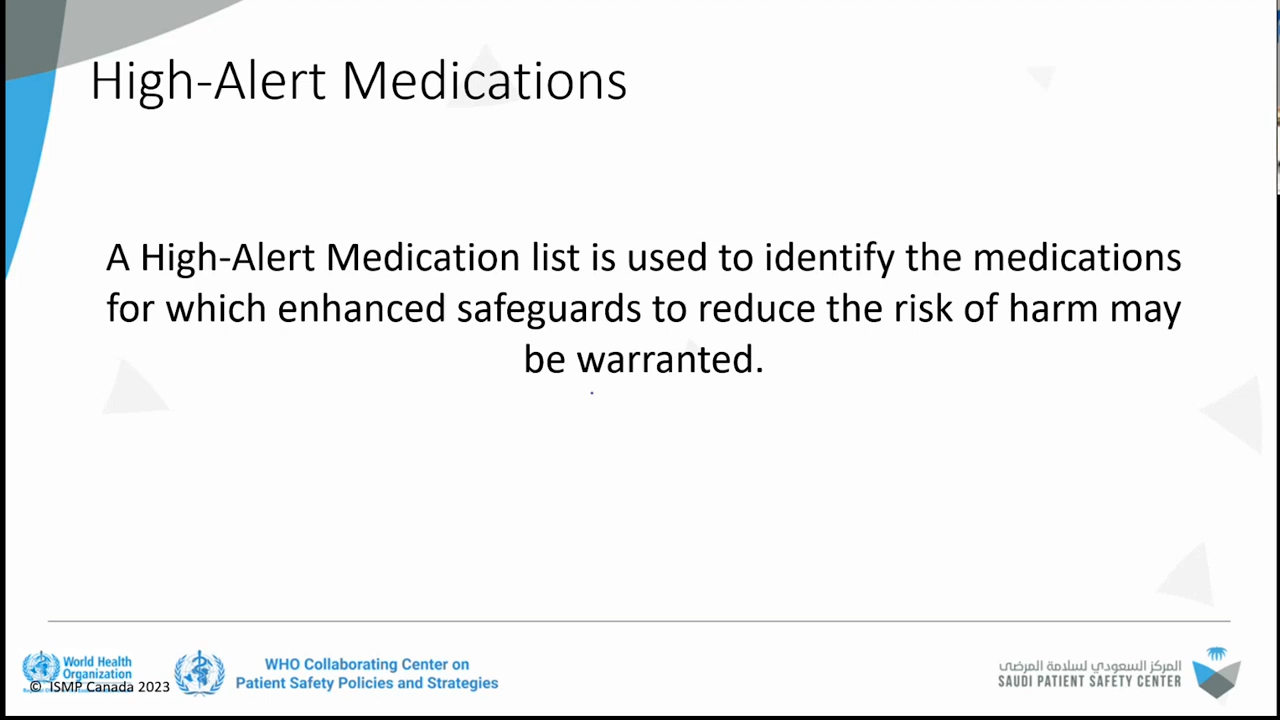 High-Alert Medications
A High-Alert Medication list is used to identify the medications
for which enhanced safeguards to reduce the risk of harm may
be warranted.
World Health
Organization
© ISMP Canada 2023
WHO Collaborating Center on
Patient Safety Policies and Strategies
المركز السعودي لسلامة المرضى
SAUDI PATIENT SAFETY CENTER